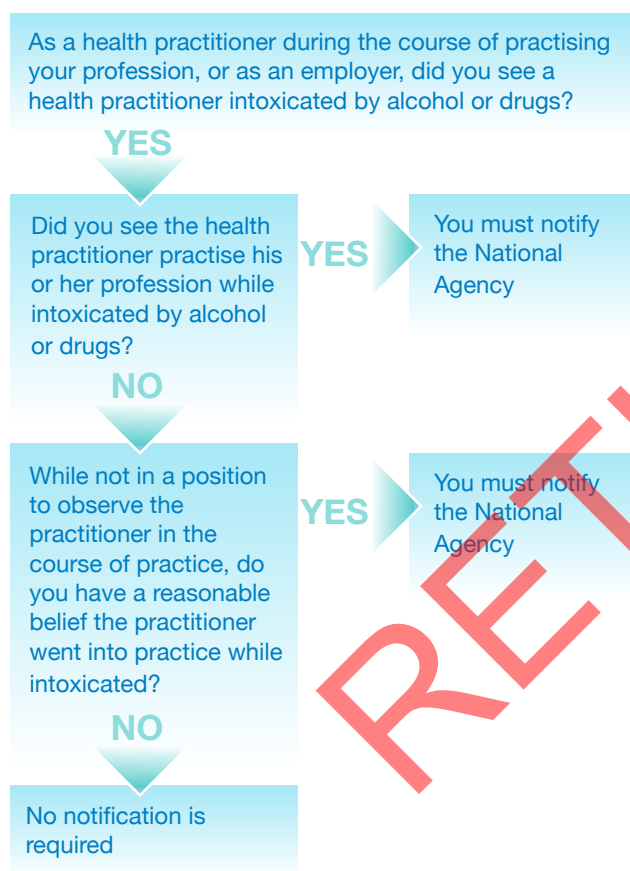 As a health practitioner during the course of practising
your profession, or as an employer, did you see a
health practitioner intoxicated by alcohol or drugs?
YES
Did you see the health
practitioner practise his
or her profession while
intoxicated by alcohol
or drugs?
YES
You must notify
the National
Agency
NO
While not in a position
to observe the
practitioner in the
course of practice, do
you have a reasonable
belief the practitioner
went into practice while
intoxicated?
YES
You must notify
the National
Agency
NO
No notification is
required